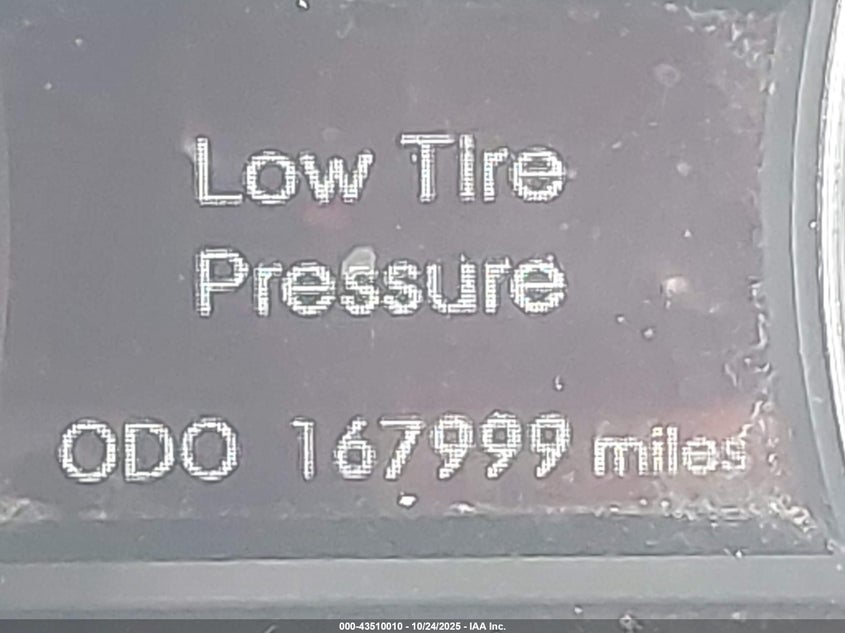 Low Tire
Pressure
ODO 167999 miles
000-43510010 - 10/24/2025 - IAA Inc.